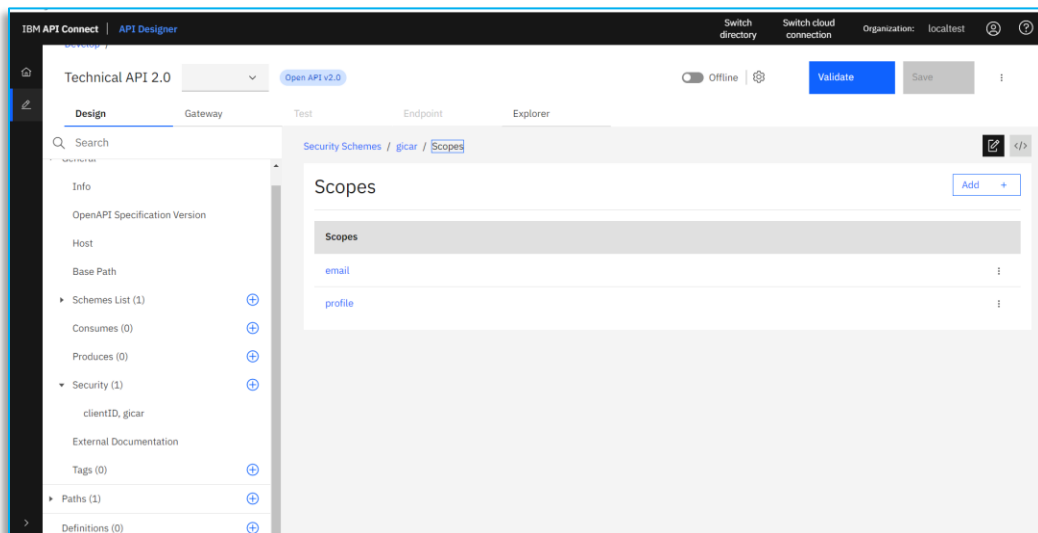 IBM API Connect | API Designer
Switch directory
Switch cloud connection
Organization: localtest
Develop /
Technical API 2.0
Open API v2.0
Offline
Validate
Save
Design
Gateway
Test
Endpoint
Explorer
Search
General
Info
OpenAPI Specification Version
Host
Base Path
Schemes List (1)
Consumes (0)
Produces (0)
Security (1)
clientID, gicar
External Documentation
Tags (0)
Paths (1)
Definitions (0)
Security Schemes / gicar / Scopes
</>
Scopes
Add +
Scopes
email
profile